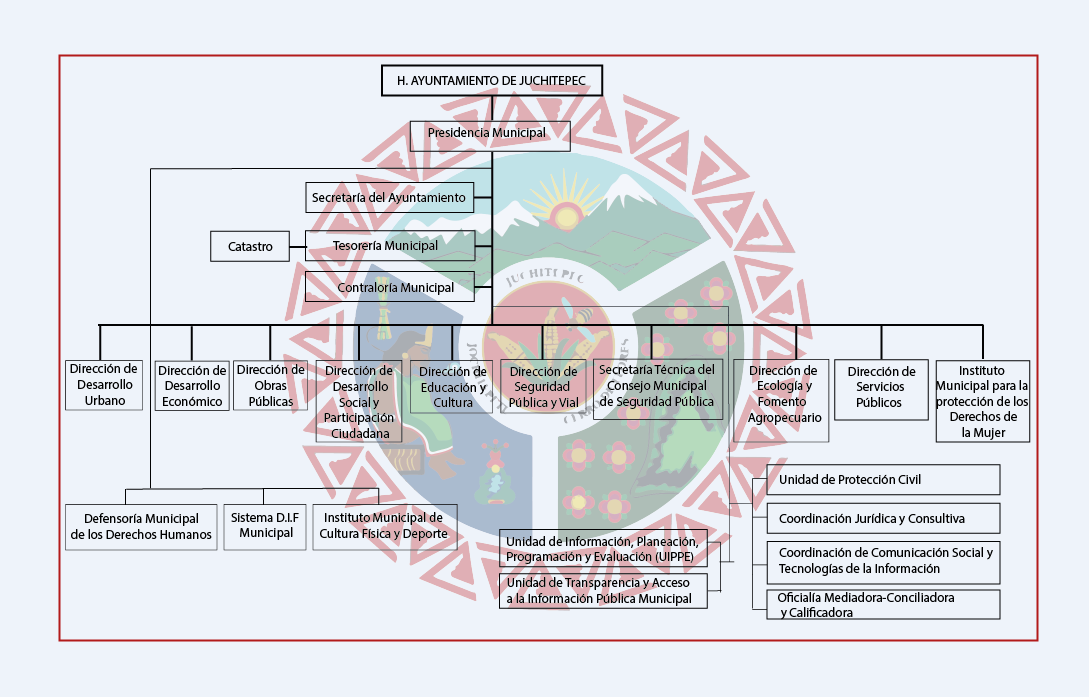 H. AYUNTAMIENTO DE JUCHITEPEC
Presidencia Municipal
Secretaría del Ayuntamiento
Catastro
Tesorería Municipal
Contraloría Municipal
JUCHITEPEC
Dirección de
Desarrollo
Urbano
Dirección de
Desarrollo
Económico
Dirección de
Obras
Públicas
Dirección de
Desarrollo
Social y
Participación
Ciudadana
Dirección de
Educación y
Cultura
Dirección de
Seguridad
Pública y Vial
Secretaría Técnica del
Consejo Municipal
de Seguridad Pública
Dirección de
Ecología y
Fomento
Agropecuario
Dirección de
Servicios
Públicos
Instituto
Municipal para la
protección de los
Derechos de
la Mujer
Defensoría Municipal
de los Derechos Humanos
Sistema D.I.F
Municipal
Instituto Municipal de
Cultura Física y Deporte
Unidad de Información, Planeación,
Programación y Evaluación (UIPPE)
Unidad de Transparencia y Acceso
a la Información Pública Municipal
Unidad de Protección Civil
Coordinación Jurídica y Consultiva
Coordinación de Comunicación Social y
Tecnologías de la Información
Oficialía Mediadora-Conciliadora
y Calificadora